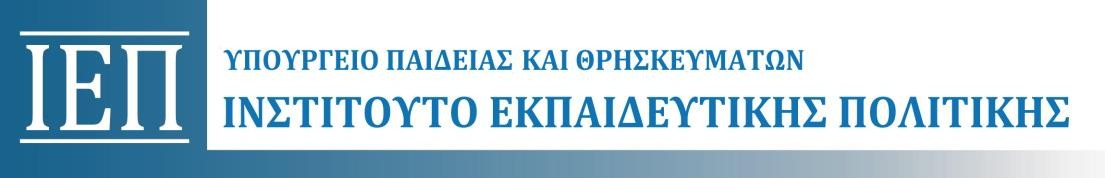 ΙΕΠ
ΥΠΟΥΡΓΕΙΟ ΠΑΙΔΕΙΑΣ ΚΑΙ ΘΡΗΣΚΕΥΜΑΤΩΝ
ΙΝΣΤΙΤΟΥΤΟ ΕΚΠΑΙΔΕΥΤΙΚΗΣ ΠΟΛΙΤΙΚΗΣ